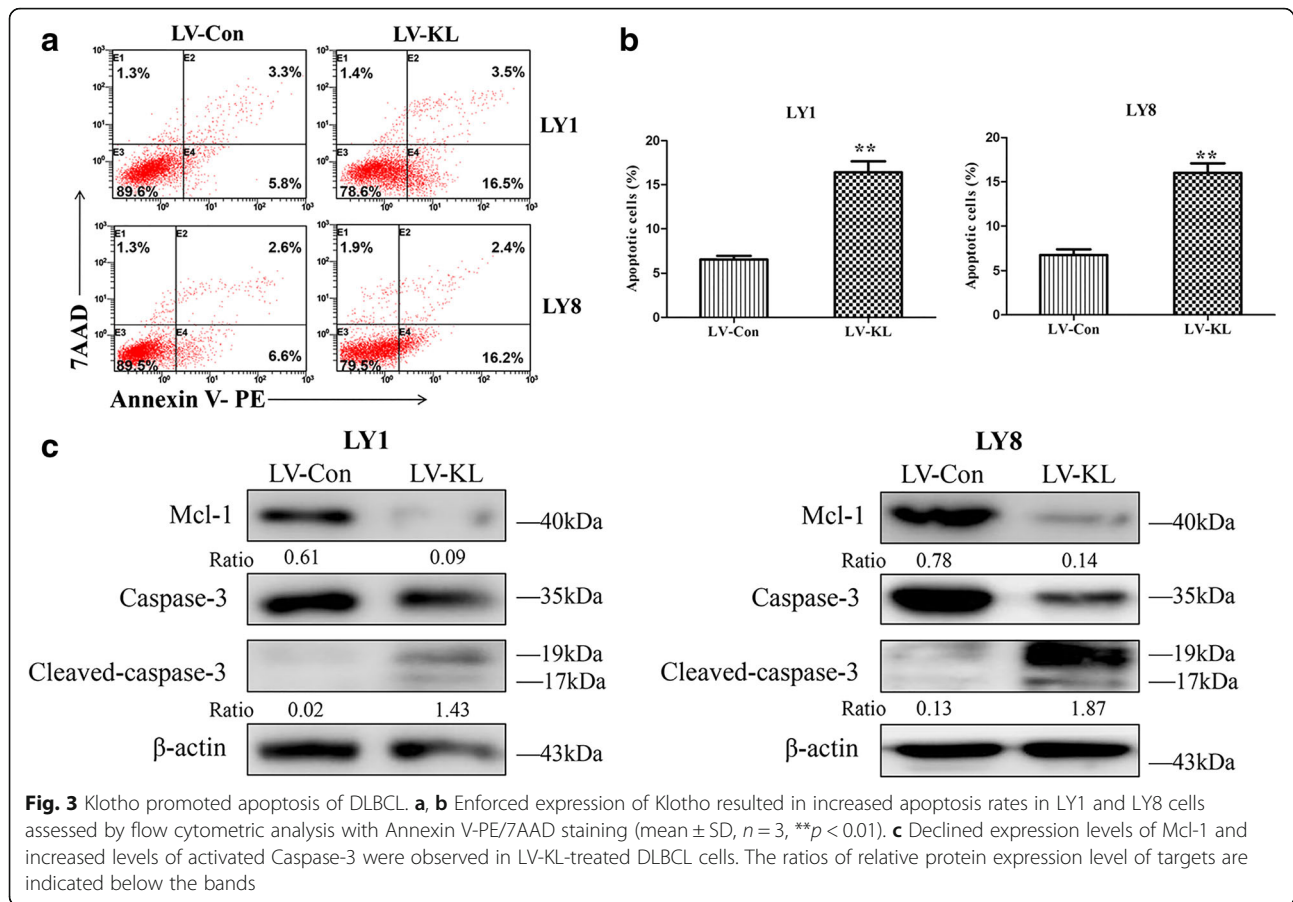 a
LV-Con
LV-KL
E1
E2
1.3%
3.3%
E3
E4
89.6%
5.8%
E1
E2
1.4%
3.5%
E3
E4
78.6%
16.5%
LY1
E1
E2
1.3%
2.6%
E3
E4
89.5%
6.6%
E1
E2
1.9%
2.4%
E3
E4
79.5%
16.2%
LY8
10³
10²
10¹
10⁰
10⁰ 10¹ 10² 10³
7AAD
Annexin V- PE
b
LY1
Apoptotic cells (%)
20
15
10
5
0
**
LV-Con
LV-KL
LY8
Apoptotic cells (%)
20
15
10
5
0
**
LV-Con
LV-KL
c
LY1
LV-Con LV-KL
Mcl-1 —40kDa
Ratio 0.61 0.09
Caspase-3 —35kDa
Cleaved-caspase-3 —19kDa
—17kDa
Ratio 0.02 1.43
β-actin —43kDa
LY8
LV-Con LV-KL
Mcl-1 —40kDa
Ratio 0.78 0.14
Caspase-3 —35kDa
Cleaved-caspase-3 —19kDa
—17kDa
Ratio 0.13 1.87
β-actin —43kDa
Fig. 3 Klotho promoted apoptosis of DLBCL. a, b Enforced expression of Klotho resulted in increased apoptosis rates in LY1 and LY8 cells
assessed by flow cytometric analysis with Annexin V-PE/7AAD staining (mean ± SD, n = 3, **p < 0.01). c Declined expression levels of Mcl-1 and
increased levels of activated Caspase-3 were observed in LV-KL-treated DLBCL cells. The ratios of relative protein expression level of targets are
indicated below the bands